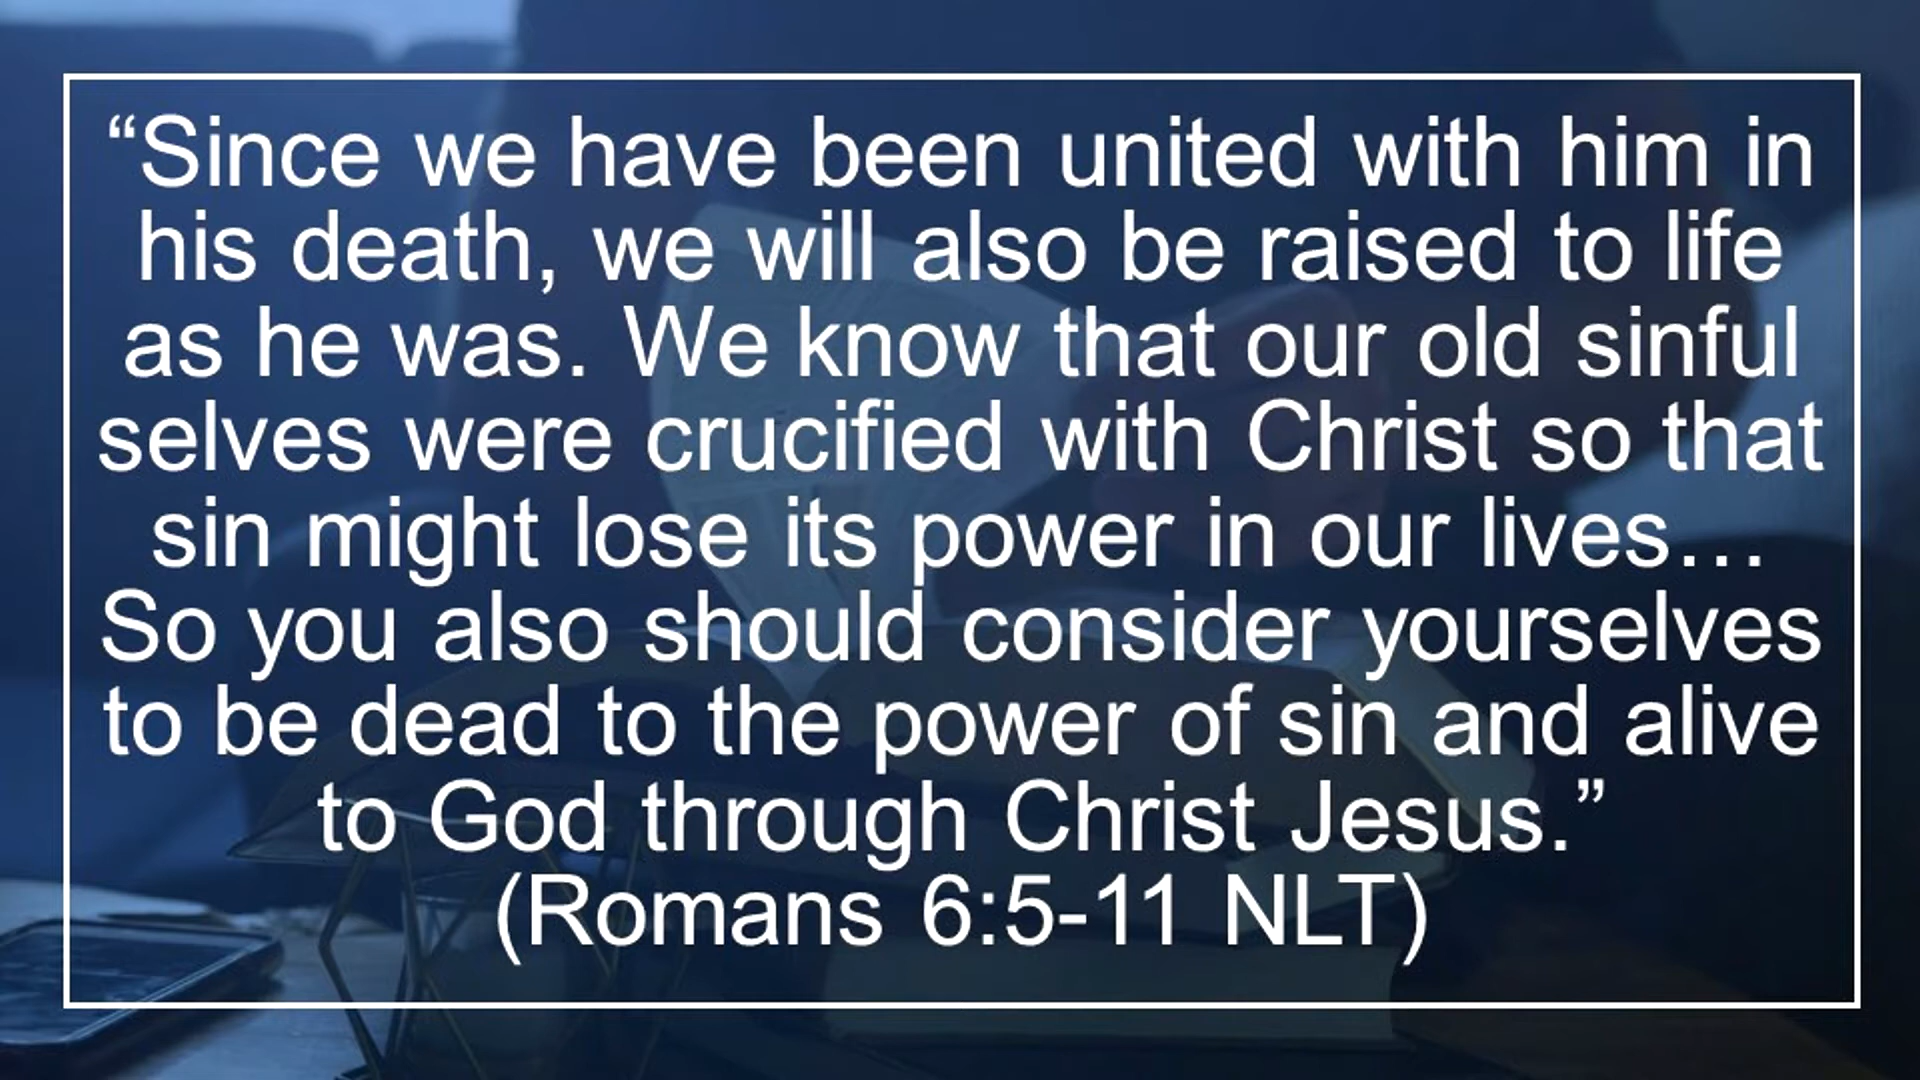 “Since we have been united with him in
his death, we will also be raised to life
as he was. We know that our old sinful
selves were crucified with Christ so that
sin might lose its power in our lives…
So you also should consider yourselves
to be dead to the power of sin and alive
to God through Christ Jesus.”
(Romans 6:5-11 NLT)